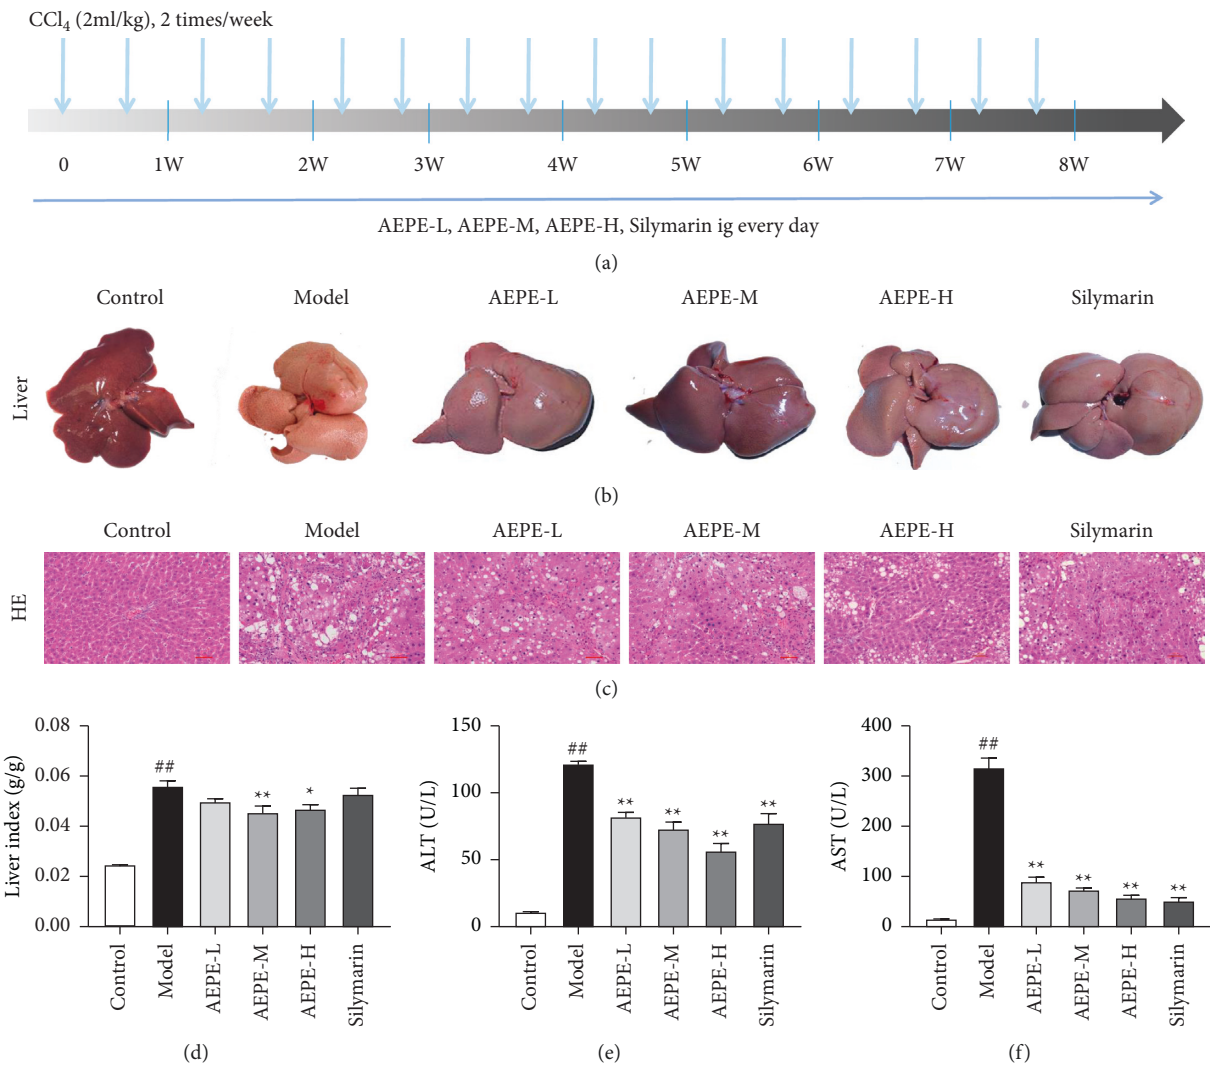 CCl4 (2ml/kg), 2 times/week
0 1W 2W 3W 4W 5W 6W 7W 8W
AEPE-L, AEPE-M, AEPE-H, Silymarin ig every day
(a)
Control Model AEPE-L AEPE-M AEPE-H Silymarin
Liver
(b)
Control Model AEPE-L AEPE-M AEPE-H Silymarin
HE
(c)
Liver index (g/g)
0.08
0.06
0.04
0.02
0.00
## ** *
Control Model AEPE-L AEPE-M AEPE-H Silymarin
(d)
ALT (U/L)
150
100
50
0
## ** ** ** **
Control Model AEPE-L AEPE-M AEPE-H Silymarin
(e)
AST (U/L)
400
300
200
100
0
## ** ** ** **
Control Model AEPE-L AEPE-M AEPE-H Silymarin
(f)